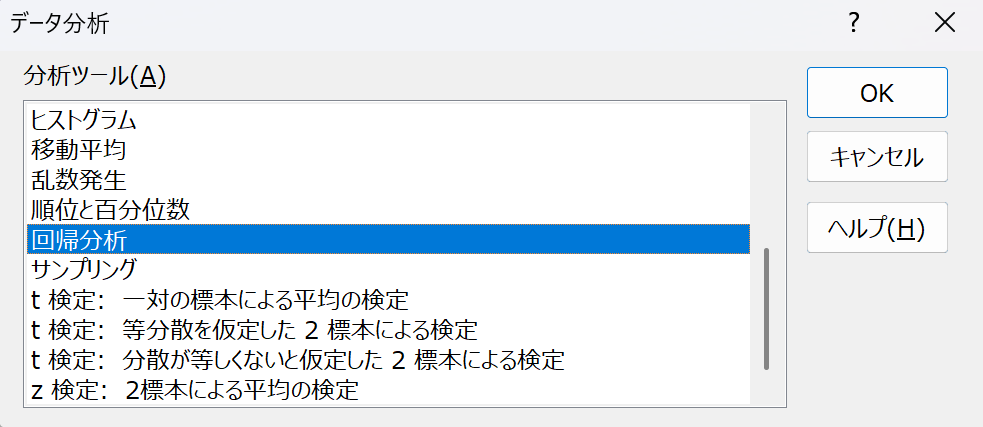 データ分析
?
分析ツール(A)
ヒストグラム
移動平均
乱数発生
順位と百分位数
回帰分析
サンプリング
t 検定: 一対の標本による平均の検定
t 検定: 等分散を仮定した 2 標本による検定
t 検定: 分散が等しくないと仮定した 2 標本による検定
z 検定: 2標本による平均の検定
OK
キャンセル
ヘルプ(H)